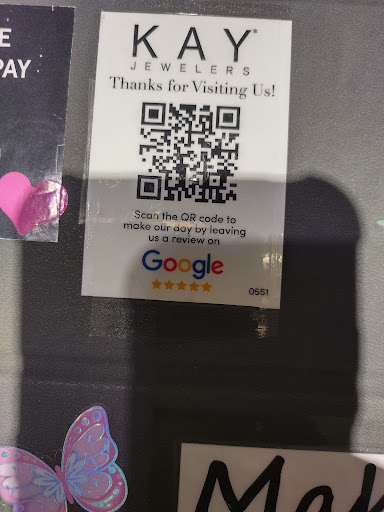 E
PAY
KAY
JEWELERS
Thanks for Visiting Us!
Scan the QR code to
make our day by leaving
us a review on
Google
0551